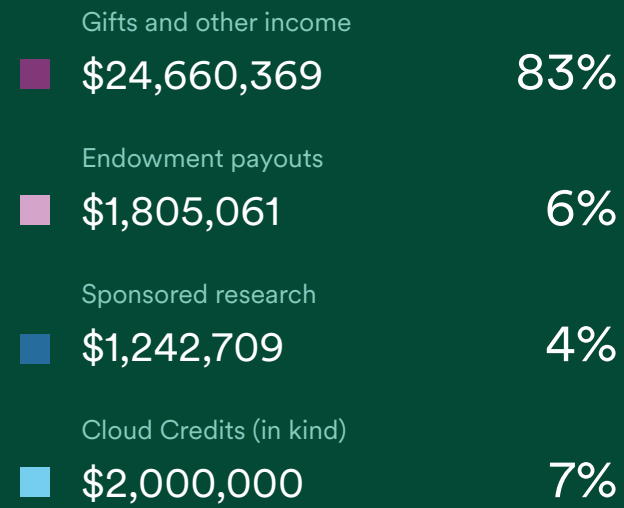 Gifts and other income
$24,660,369 83%
Endowment payouts
$1,805,061 6%
Sponsored research
$1,242,709 4%
Cloud Credits (in kind)
$2,000,000 7%